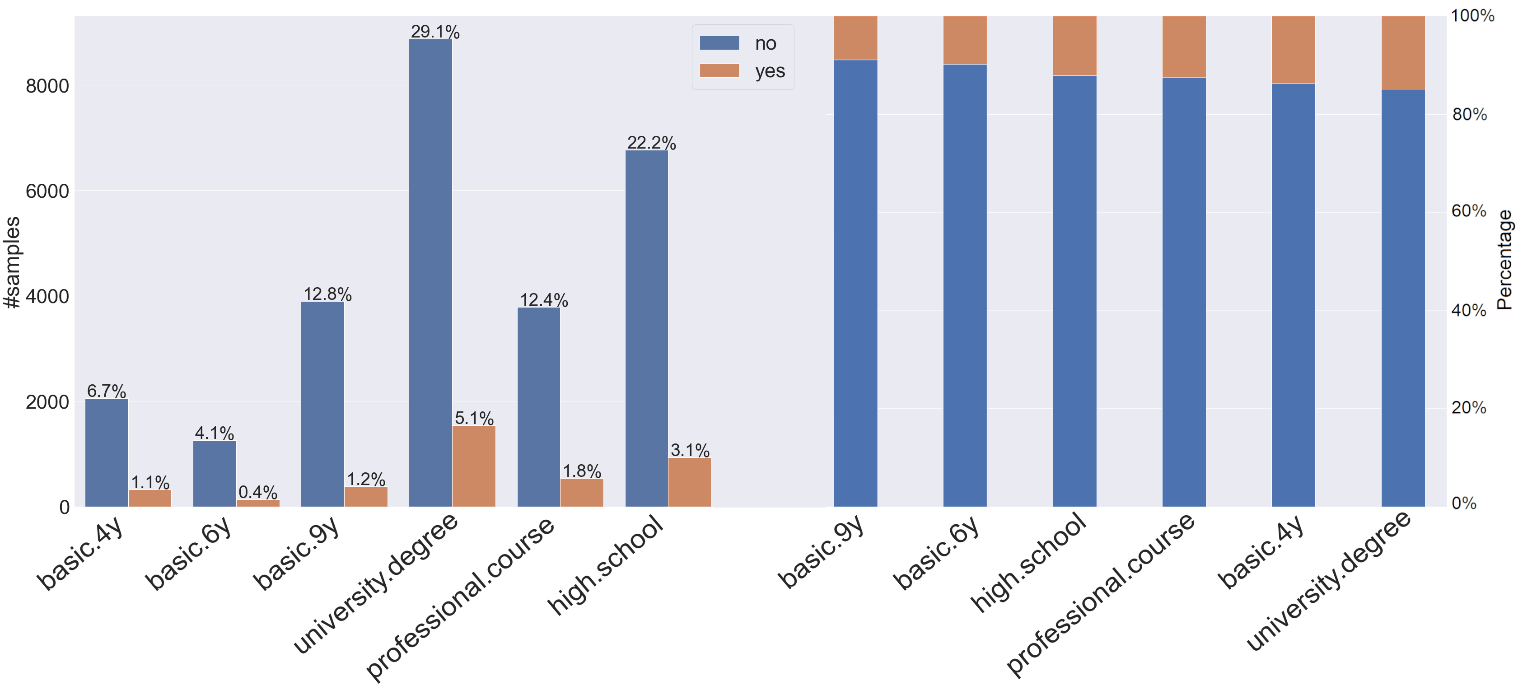 #samples
8000
6000
4000
2000
0
6.7%
1.1%
4.1%
0.4%
12.8%
1.2%
29.1%
5.1%
12.4%
1.8%
22.2%
3.1%
no
yes
basic.4y
basic.6y
basic.9y
university.degree
professional.course
high.school
basic.9y
basic.6y
high.school
professional.course
basic.4y
university.degree
100%
80%
60%
40%
20%
0%
Percentage